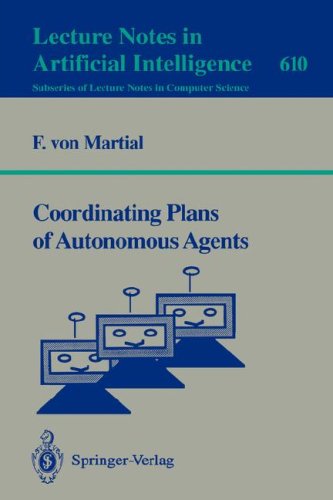 Lecture Notes in
Artificial Intelligence 610
Subseries of Lecture Notes in Computer Science
F. von Martial
Coordinating Plans
of Autonomous Agents
Springer-Verlag